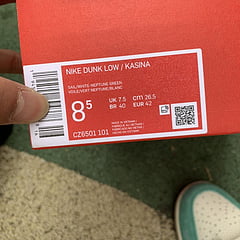 NIKE DUNK LOW / KASINA
SAIL/WHITE-NEPTUNE GREEN
VOILE/VERT NEPTUNE/BLANC
8.5
UK 7.5
cm 26.5
BR 40
EUR 42
CZ6501 101